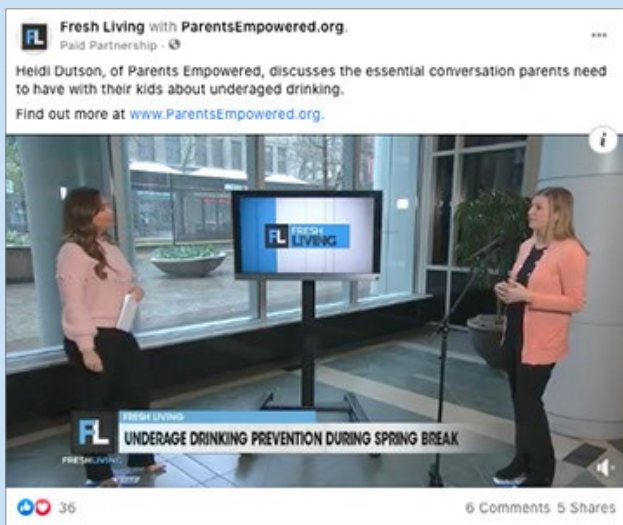 FL
Fresh Living with ParentsEmpowered.org.
Paid Partnership ·
Heidi Dutson, of Parents Empowered, discusses the essential conversation parents need
to have with their kids about underaged drinking.
Find out more at www.ParentsEmpowered.org.
i
FL FRESH
LIVING
FL
FRESH LIVING
UNDERAGE DRINKING PREVENTION DURING SPRING BREAK
FRESHLIVING
36
6 Comments 5 Shares